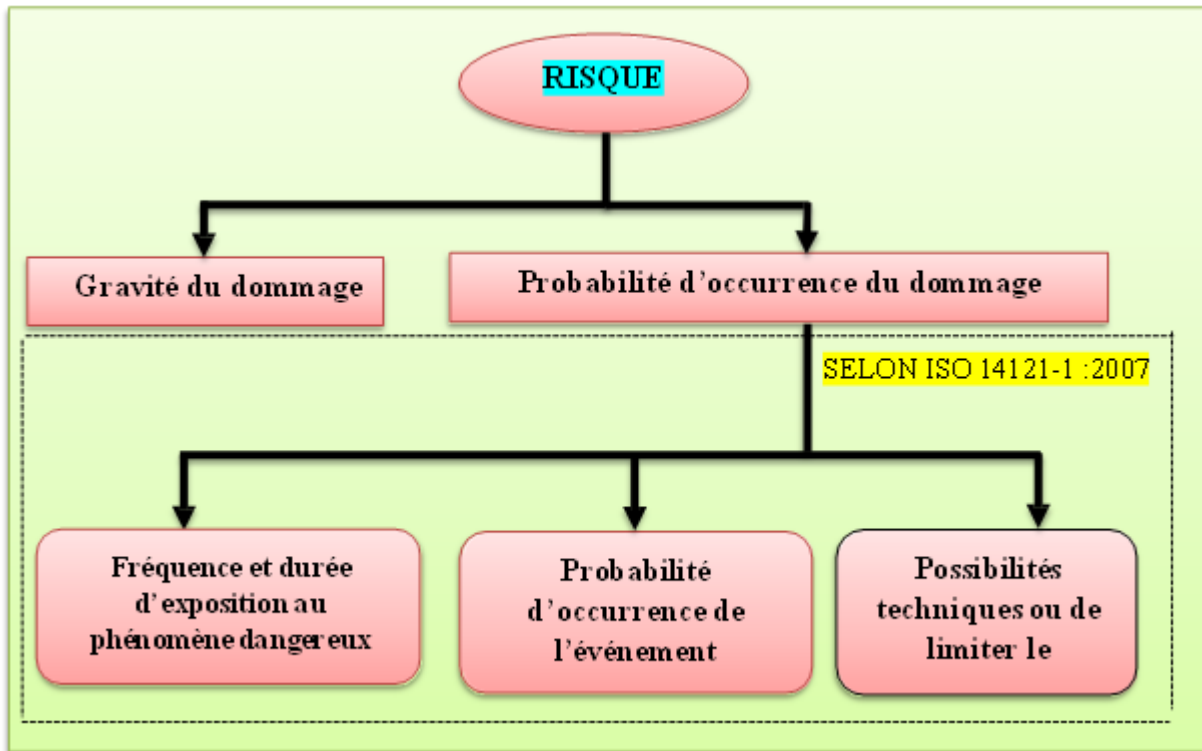 RISQUE
Gravité du dommage
Probabilité d'occurrence du dommage
SELON ISO 14121-1 :2007
Fréquence et durée
d'exposition au
phénomène dangereux
Probabilité
d'occurrence de
l'événement
Possibilités
techniques ou de
limiter le